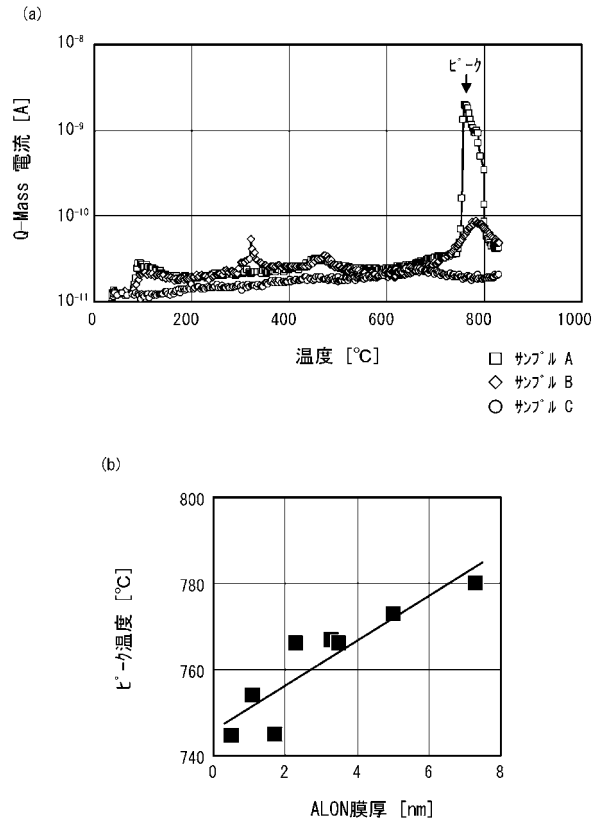 (a)
10⁻⁸
10⁻⁹
10⁻¹⁰
10⁻¹¹
Q-Mass 電流 [A]
ピーク
0 200 400 600 800 1000
温度 [℃]
サンプル A
サンプル B
サンプル C
(b)
800
780
760
740
ピーク温度 [℃]
0 2 4 6 8
ALON膜厚 [nm]